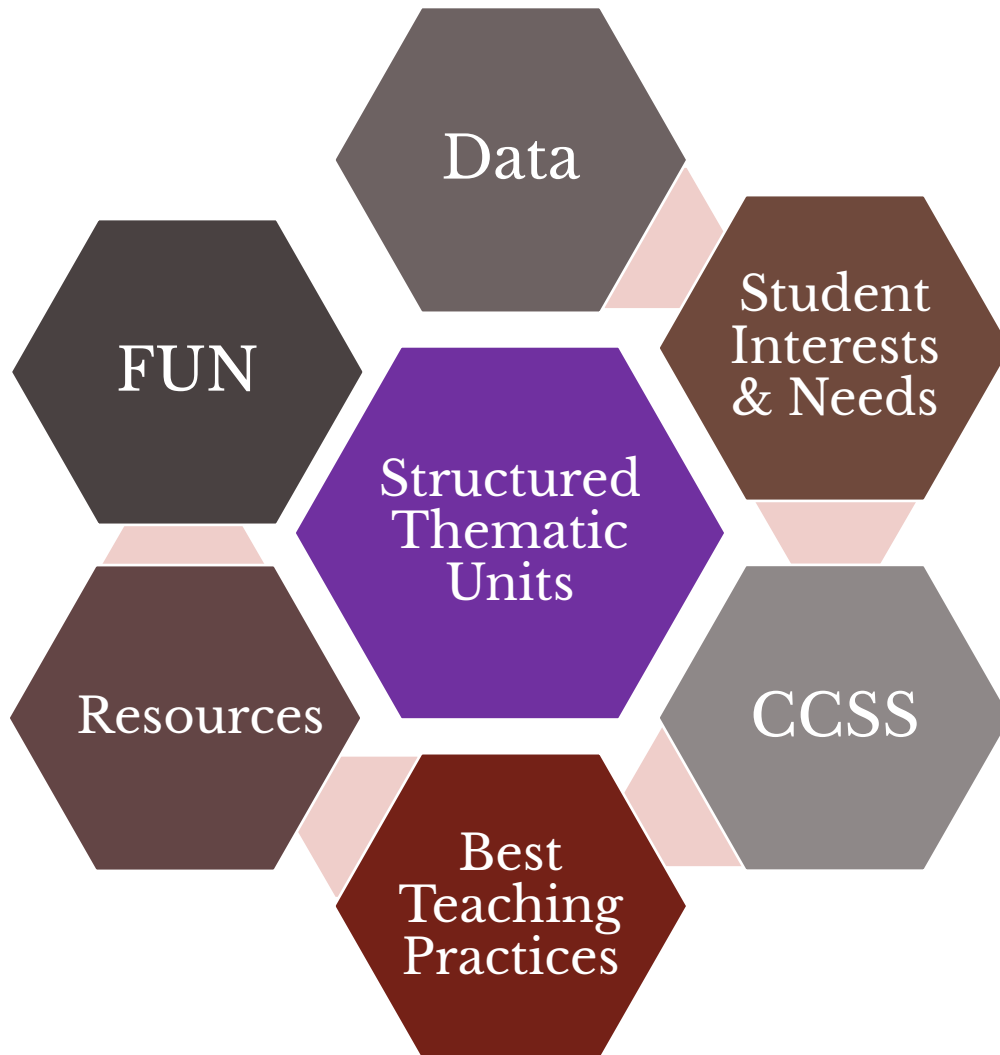 Data
Student
Interests
& Needs
FUN
Structured
Thematic
Units
Resources
CCSS
Best
Teaching
Practices